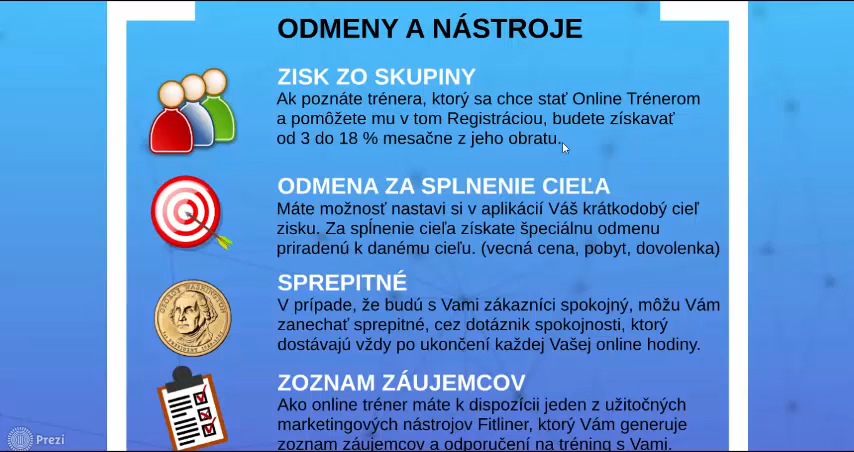 ODMENY A NÁSTROJE
ZISK ZO SKUPINY
Ak poznáte trénera, ktorý sa chce stať Online Trénerom
a pomôžete mu v tom Registráciou, budete získavať
od 3 do 18 % mesačne z jeho obratu.
ODMENA ZA SPLNENIE CIEĽA
Máte možnosť nastavi si v aplikácií Váš krátkodobý cieľ
zisku. Za spĺnenie cieľa získate špeciálnu odmenu
priradenú k danému cieľu. (vecná cena, pobyt, dovolenka)
SPREPITNÉ
V prípade, že budú s Vami zákazníci spokojný, môžu Vám
zanechať sprepitné, cez dotáznik spokojnosti, ktorý
dostávajú vždy po ukončení každej Vašej online hodiny.
GEORGE WASHINGTON
ZOZNAM ZÁUJEMCOV
Ako online tréner máte k dispozícii jeden z užitočných
marketingových nástrojov Fitliner, ktorý Vám generuje
zoznam záujemcov a odporučení na tréning s Vami.
Prezi